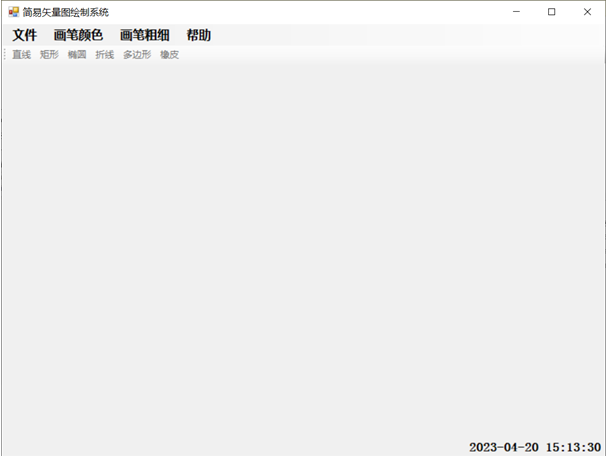 简易矢量图绘制系统
文件 画笔颜色 画笔粗细 帮助
直线 矩形 椭圆 折线 多边形 橡皮
2023-04-20 15:13:30